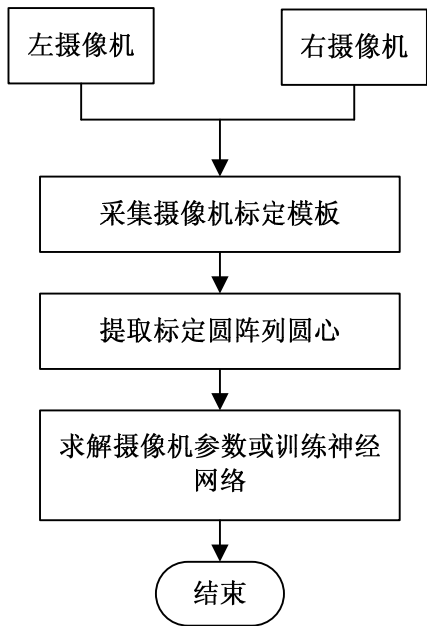 左摄像机
右摄像机
采集摄像机标定模板
提取标定圆阵列圆心
求解摄像机参数或训练神经
网络
结束